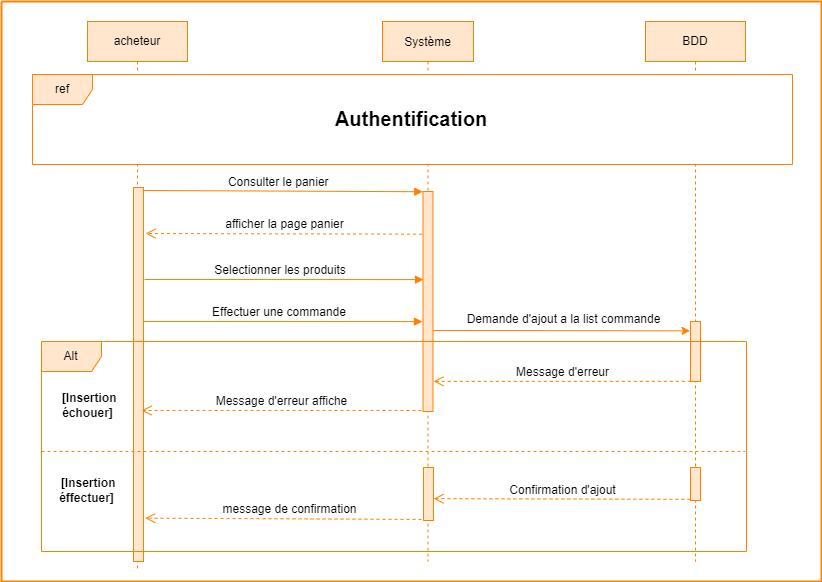 acheteur
Système
BDD
ref
Authentification
Consulter le panier
afficher la page panier
Selectionner les produits
Effectuer une commande
Demande d'ajout a la list commande
Alt
Message d'erreur
[Insertion
échouer]
Message d'erreur affiche
[Insertion
éffectuer]
Confirmation d'ajout
message de confirmation